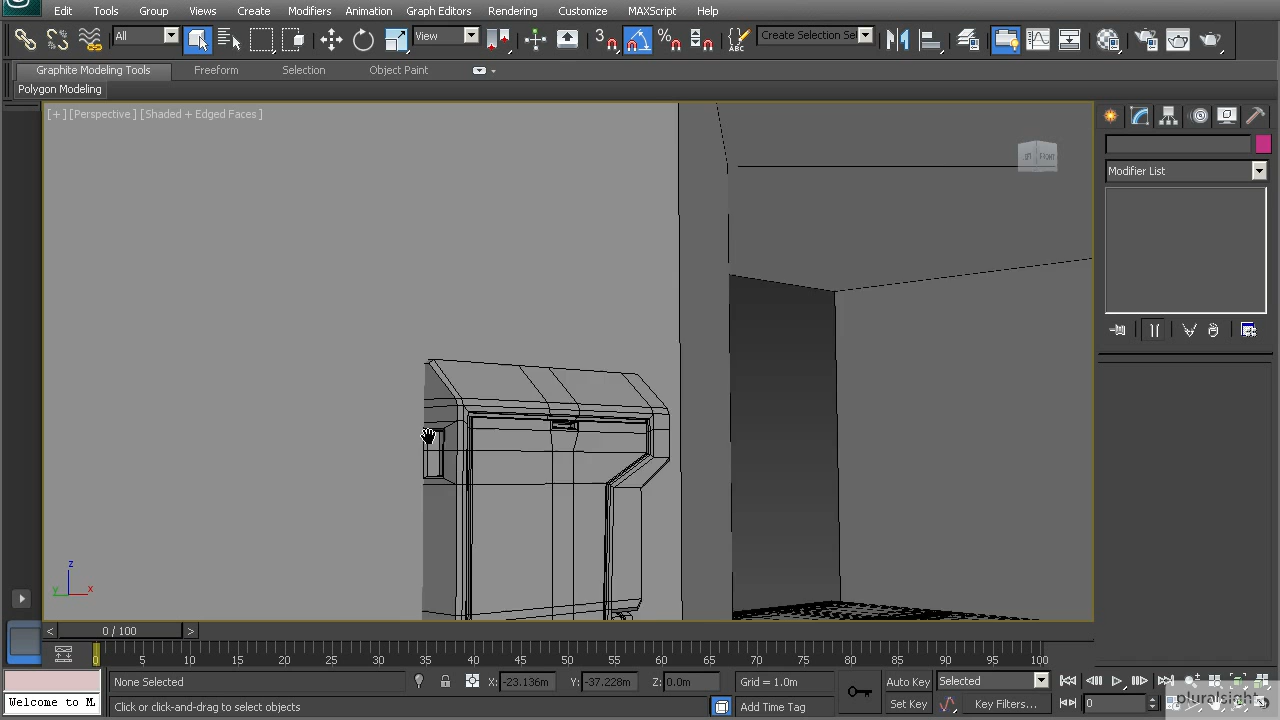 Edit Tools Group Views Create Modifiers Animation Graph Editors Rendering Customize MAXScript Help
All View 3 Create Selection Set
Graphite Modeling Tools Freeform Selection Object Paint
Polygon Modeling
[+] [Perspective] [Shaded + Edged Faces]
FRONT
Modifier List
z
y x
< 0 / 100 >
0 5 10 15 20 25 30 35 40 45 50 55 60 65 70 75 80 85 90 95 100
None Selected X: -23.136m Y: -37.228m Z: 0.0m Grid = 1.0m Auto Key Selected
Welcome to M Click or click-and-drag to select objects Add Time Tag Set Key Key Filters... 0
pluralsight